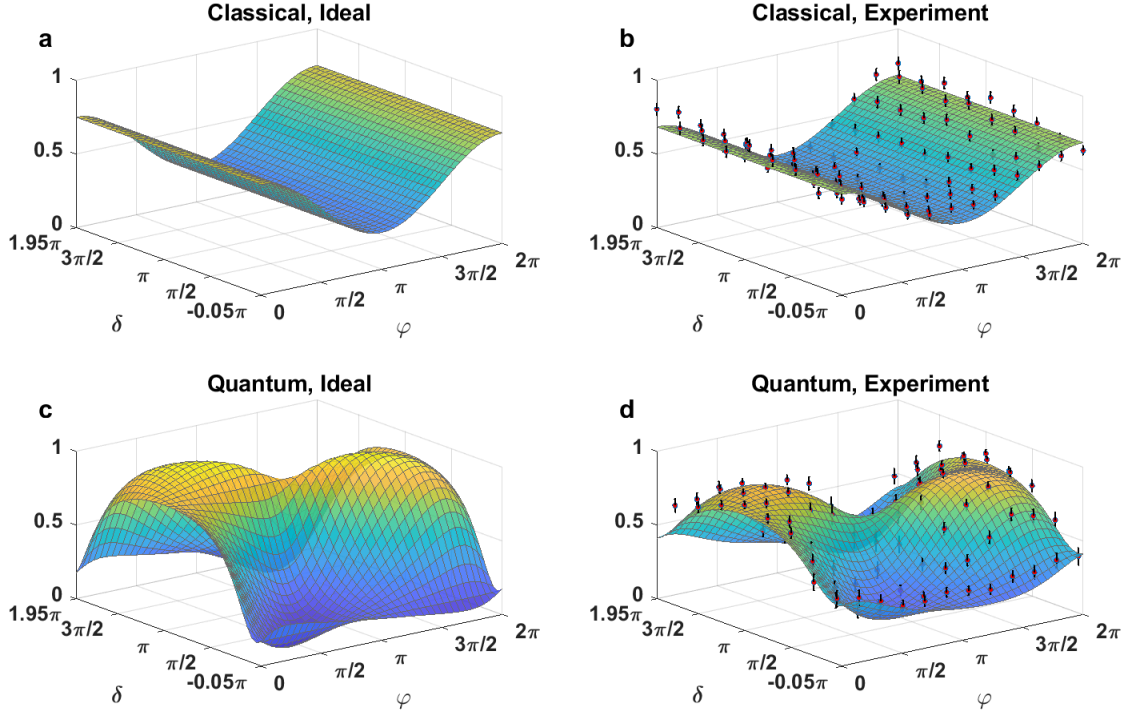 Classical, Ideal
a
1
0.5
0
1.95π
3π/2
π
π/2
-0.05π
δ
0
π/2
π
3π/2
2π
φ
Classical, Experiment
b
1
0.5
0
1.95π
3π/2
π
π/2
-0.05π
δ
0
π/2
π
3π/2
2π
φ
Quantum, Ideal
c
1
0.5
0
1.95π
3π/2
π
π/2
-0.05π
δ
0
π/2
π
3π/2
2π
φ
Quantum, Experiment
d
1
0.5
0
1.95π
3π/2
π
π/2
-0.05π
δ
0
π/2
π
3π/2
2π
φ